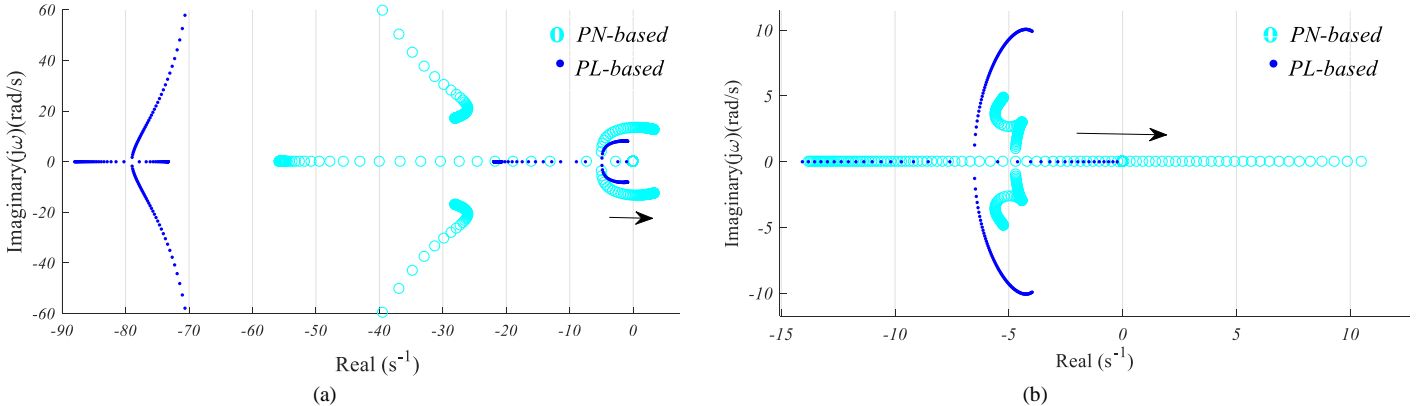 60
40
20
0
-20
-40
-60
-90 -80 -70 -60 -50 -40 -30 -20 -10 0
Imaginary(jω)(rad/s)
Real (s⁻¹)
PN-based
PL-based
(a)
10
5
0
-5
-10
-15 -10 -5 0 5 10
Imaginary(jω)(rad/s)
Real (s⁻¹)
PN-based
PL-based
(b)